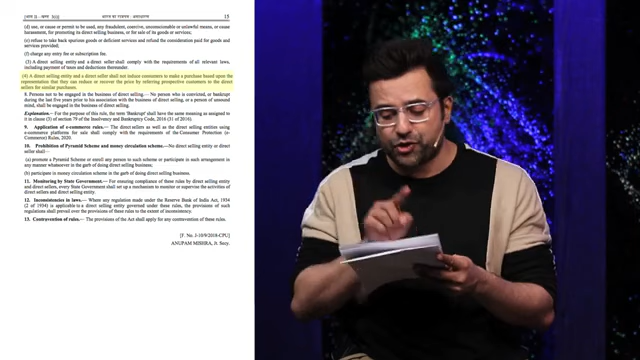 [भाग II—खण्ड 3(i)] भारत का राजपत्र : असाधारण 15
(d) use, or cause or permit to be used, any fraudulent, coercive, unconscionable or unlawful means, or cause
harassment, for promoting its direct selling business, or for sale of its goods or services;
(e) refuse to take back spurious goods or deficient services and refund the consideration paid for goods and
services provided;
(f) charge any entry fee or subscription fee.
(3) A direct selling entity and a direct seller shall comply with the requirements of all relevant laws,
including payment of taxes and deductions thereunder.
(4) A direct selling entity and a direct seller shall not induce consumers to make a purchase based upon the
representation that they can reduce or recover the price by referring prospective customers to the direct
sellers for similar purchases.
8. Persons not to be engaged in the business of direct selling.— No person who is convicted, or bankrupt
during the last five years prior to his association with the business of direct selling, or a person of unsound
mind, shall be engaged in the business of direct selling.
Explanation.— For the purpose of this rule, the term 'Bankrupt' shall have the same meaning as assigned to
it in clause (3) of section 79 of the Insolvency and Bankruptcy Code, 2016 (31 of 2016).
9. Application of e-commerce rules.— The direct sellers as well as the direct selling entities using
e-commerce platforms for sale shall comply with the requirements of the Consumer Protection (e-
Commerce) Rules, 2020.
10. Prohibition of Pyramid Scheme and money circulation scheme.— No direct selling entity or direct
seller shall,—
(a) promote a Pyramid Scheme or enroll any person to such scheme or participate in such arrangement in
any manner whatsoever in the garb of doing direct selling business;
(b) participate in money circulation scheme in the garb of doing direct selling business.
11. Monitoring by State Government.— For ensuring compliance of these rules by direct selling entity and
direct sellers, every State Government shall set up a mechanism to monitor or supervise the activities of
direct sellers and direct selling entity.
12. Inconsistencies in laws.— Where any regulation made under the Reserve Bank of India Act, 1934
(2 of 1934) is applicable to a direct selling entity governed under these rules, the provisions of such
regulations shall prevail over the provisions of these rules to the extent of inconsistency.
13. Contravention of rules.— The provisions of the Act shall apply for any contravention of these rules.
[F. No. J-10/9/2018-CPU]
ANUPAM MISHRA, Jt. Secy.